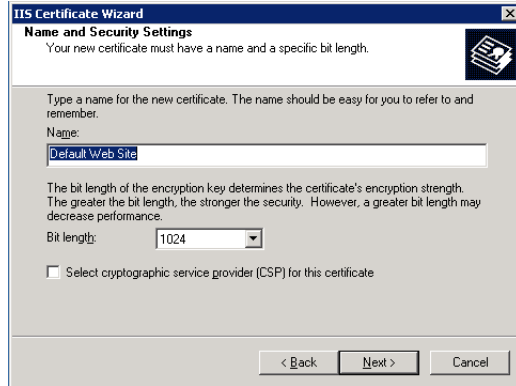 IIS Certificate Wizard
Name and Security Settings
Your new certificate must have a name and a specific bit length.
Type a name for the new certificate. The name should be easy for you to refer to and
remember.
Name:
Default Web Site
The bit length of the encryption key determines the certificate's encryption strength.
The greater the bit length, the stronger the security. However, a greater bit length may
decrease performance.
Bit length: 1024
Select cryptographic service provider (CSP) for this certificate
< Back Next > Cancel